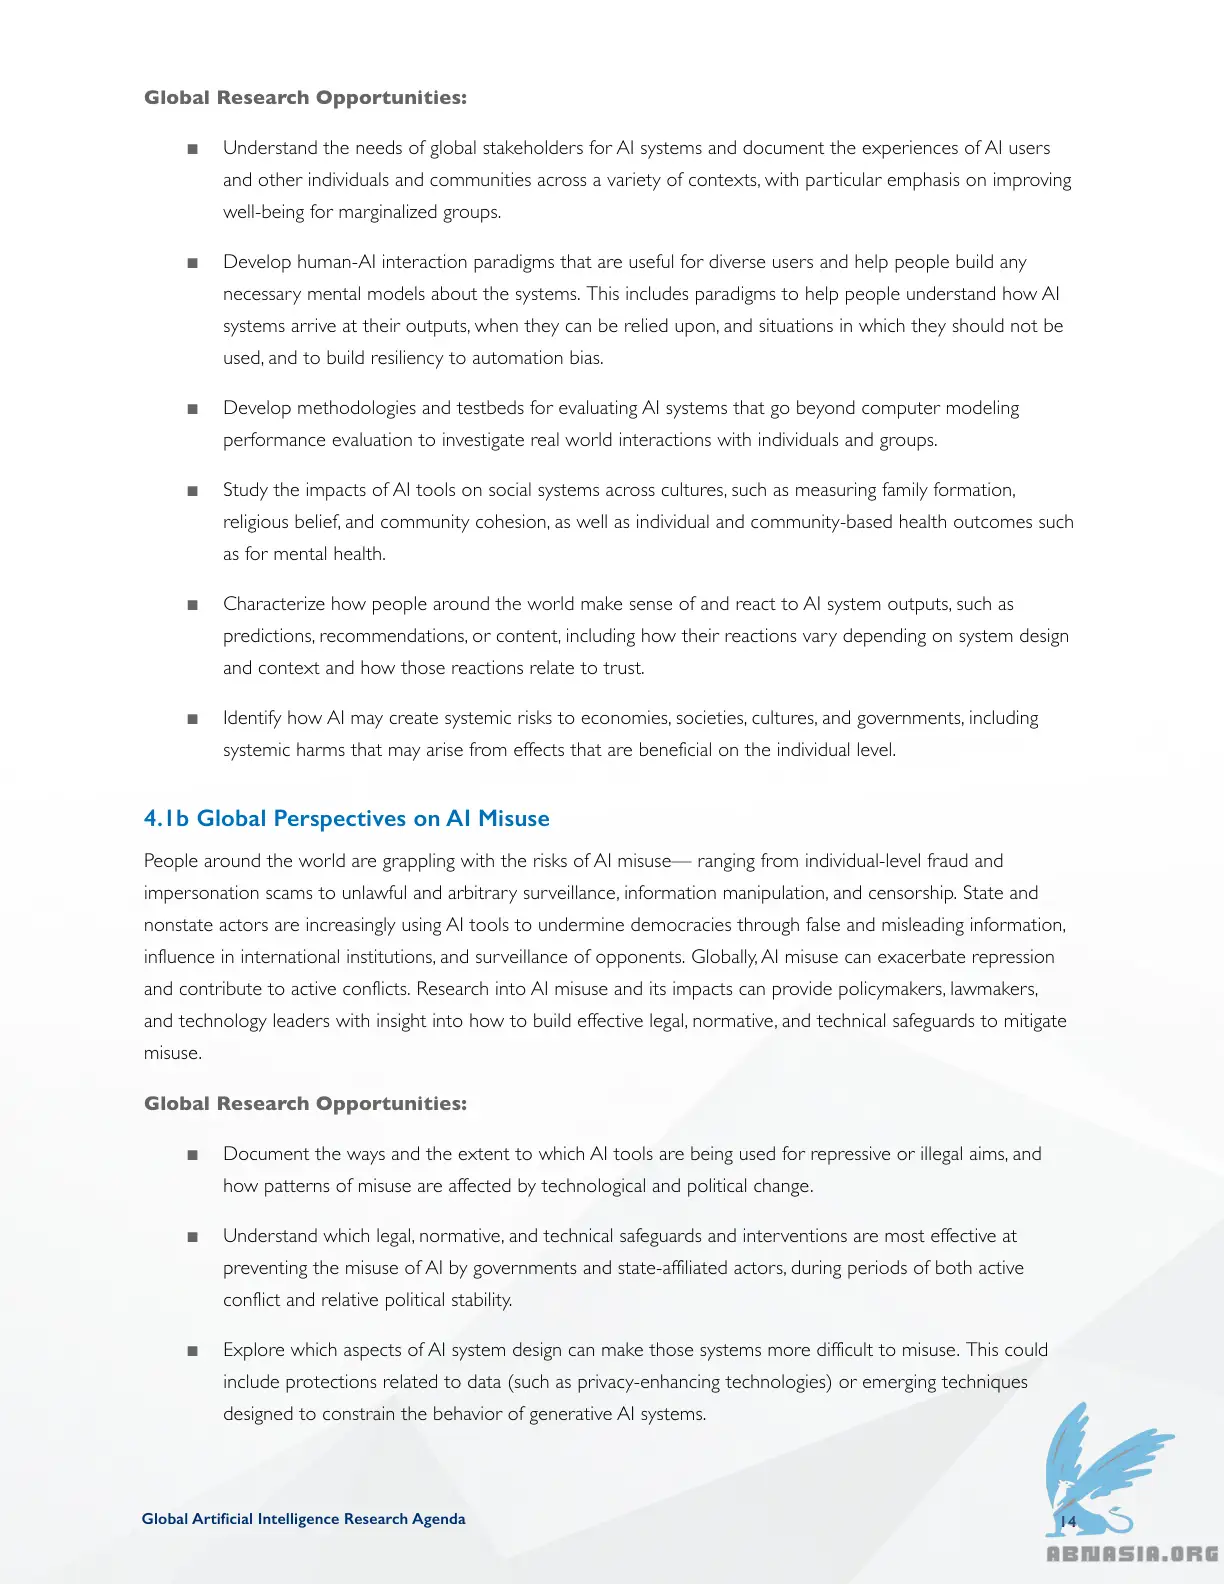 Global Research Opportunities:
■ Understand the needs of global stakeholders for AI systems and document the experiences of AI users
and other individuals and communities across a variety of contexts, with particular emphasis on improving
well-being for marginalized groups.
■ Develop human-AI interaction paradigms that are useful for diverse users and help people build any
necessary mental models about the systems. This includes paradigms to help people understand how AI
systems arrive at their outputs, when they can be relied upon, and situations in which they should not be
used, and to build resiliency to automation bias.
■ Develop methodologies and testbeds for evaluating AI systems that go beyond computer modeling
performance evaluation to investigate real world interactions with individuals and groups.
■ Study the impacts of AI tools on social systems across cultures, such as measuring family formation,
religious belief, and community cohesion, as well as individual and community-based health outcomes such
as for mental health.
■ Characterize how people around the world make sense of and react to AI system outputs, such as
predictions, recommendations, or content, including how their reactions vary depending on system design
and context and how those reactions relate to trust.
■ Identify how AI may create systemic risks to economies, societies, cultures, and governments, including
systemic harms that may arise from effects that are beneficial on the individual level.
4.1b Global Perspectives on AI Misuse
People around the world are grappling with the risks of AI misuse— ranging from individual-level fraud and
impersonation scams to unlawful and arbitrary surveillance, information manipulation, and censorship. State and
nonstate actors are increasingly using AI tools to undermine democracies through false and misleading information,
influence in international institutions, and surveillance of opponents. Globally, AI misuse can exacerbate repression
and contribute to active conflicts. Research into AI misuse and its impacts can provide policymakers, lawmakers,
and technology leaders with insight into how to build effective legal, normative, and technical safeguards to mitigate
misuse.
Global Research Opportunities:
■ Document the ways and the extent to which AI tools are being used for repressive or illegal aims, and
how patterns of misuse are affected by technological and political change.
■ Understand which legal, normative, and technical safeguards and interventions are most effective at
preventing the misuse of AI by governments and state-affiliated actors, during periods of both active
conflict and relative political stability.
■ Explore which aspects of AI system design can make those systems more difficult to misuse. This could
include protections related to data (such as privacy-enhancing technologies) or emerging techniques
designed to constrain the behavior of generative AI systems.
Global Artificial Intelligence Research Agenda
14
ABNASIA.ORG